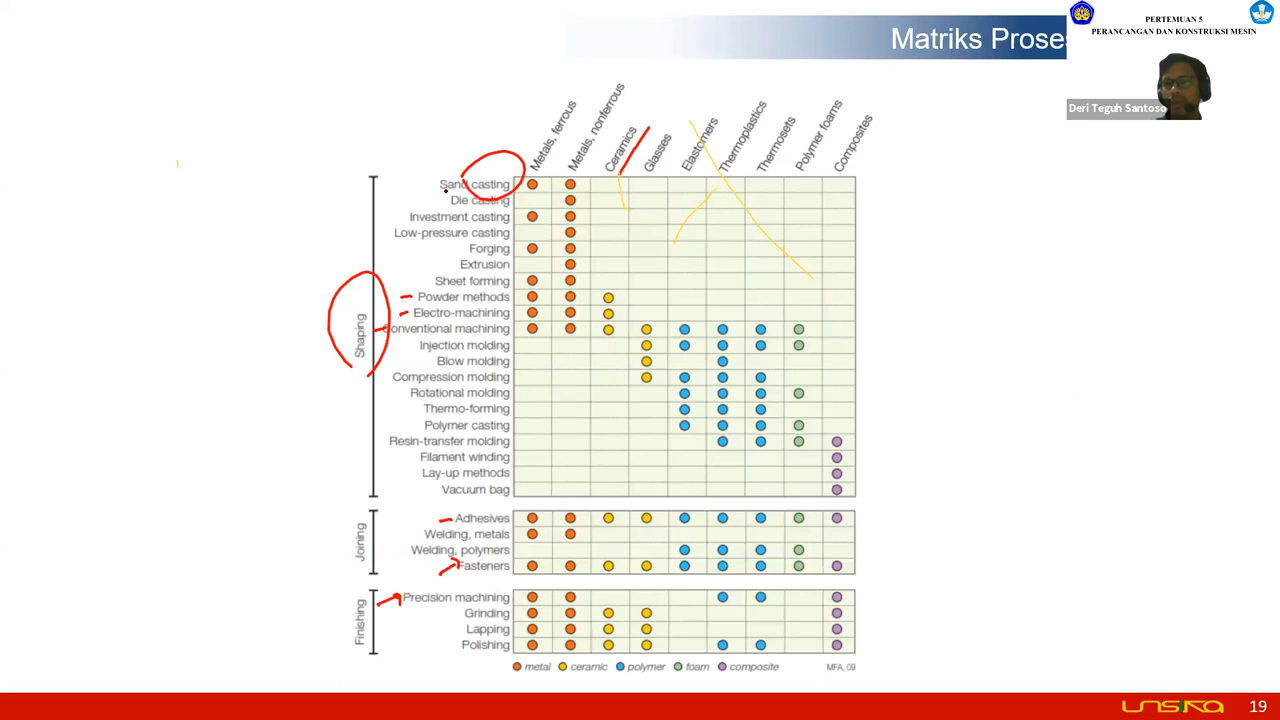 Matriks Proses
PERTEMUAN 5
PERANCANGAN DAN KONSTRUKSI MESIN
Deri Teguh Santoso
Metals, ferrous
Metals, nonferrous
Ceramics
Glasses
Elastomers
Thermoplastics
Thermosets
Polymer foams
Composites
Shaping
Sand casting
Die casting
Investment casting
Low-pressure casting
Forging
Extrusion
Sheet forming
Powder methods
Electro-machining
Conventional machining
Injection molding
Blow molding
Compression molding
Rotational molding
Thermo-forming
Polymer casting
Resin-transfer molding
Filament winding
Lay-up methods
Vacuum bag
Joining
Adhesives
Welding, metals
Welding, polymers
Fasteners
Finishing
Precision machining
Grinding
Lapping
Polishing
metal ceramic polymer foam composite
MFA, 09
unsika 19